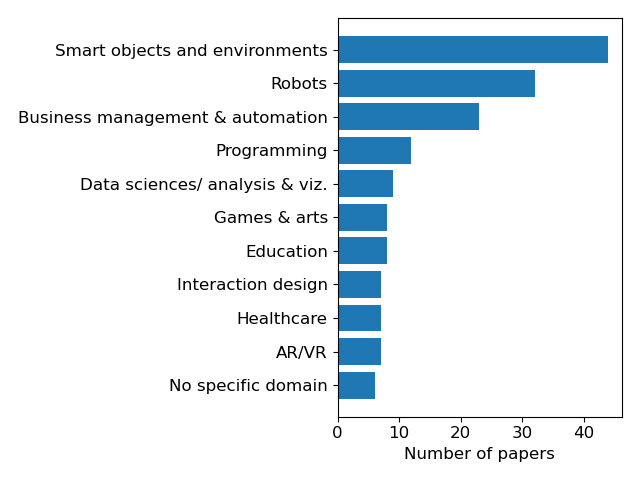 Smart objects and environments
Robots
Business management & automation
Programming
Data sciences/ analysis & viz.
Games & arts
Education
Interaction design
Healthcare
AR/VR
No specific domain
0 10 20 30 40
Number of papers